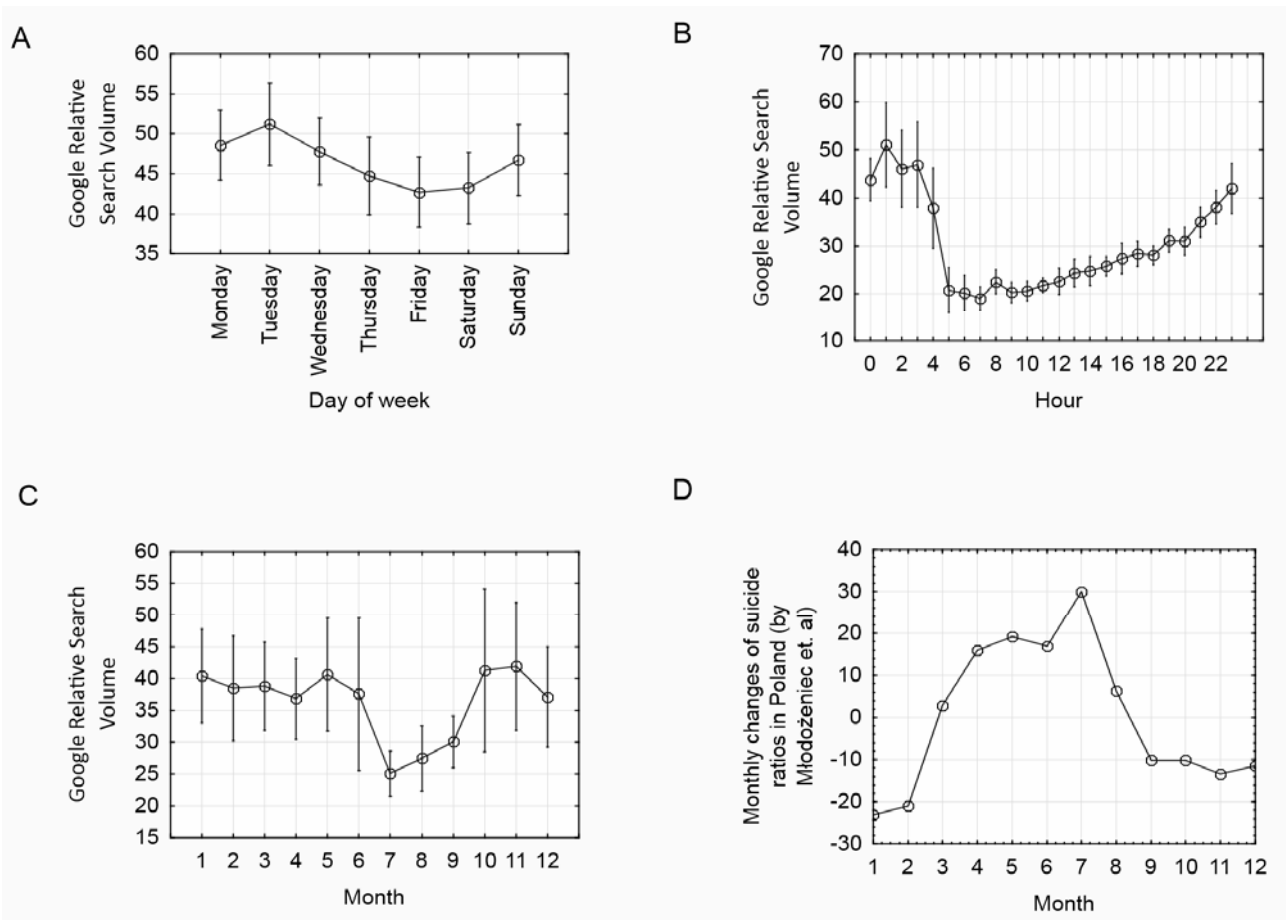 A
Google Relative
Search Volume
60
55
50
45
40
35
Monday
Tuesday
Wednesday
Thursday
Friday
Saturday
Sunday
Day of week
B
Google Relative Search
Volume
70
60
50
40
30
20
10
0 2 4 6 8 10 12 14 16 18 20 22
Hour
C
Google Relative Search
Volume
60
55
50
45
40
35
30
25
20
15
1 2 3 4 5 6 7 8 9 10 11 12
Month
D
Monthly changes of suicide
ratios in Poland (by
Młodożeniec et. al)
40
30
20
10
0
-10
-20
-30
1 2 3 4 5 6 7 8 9 10 11 12
Month